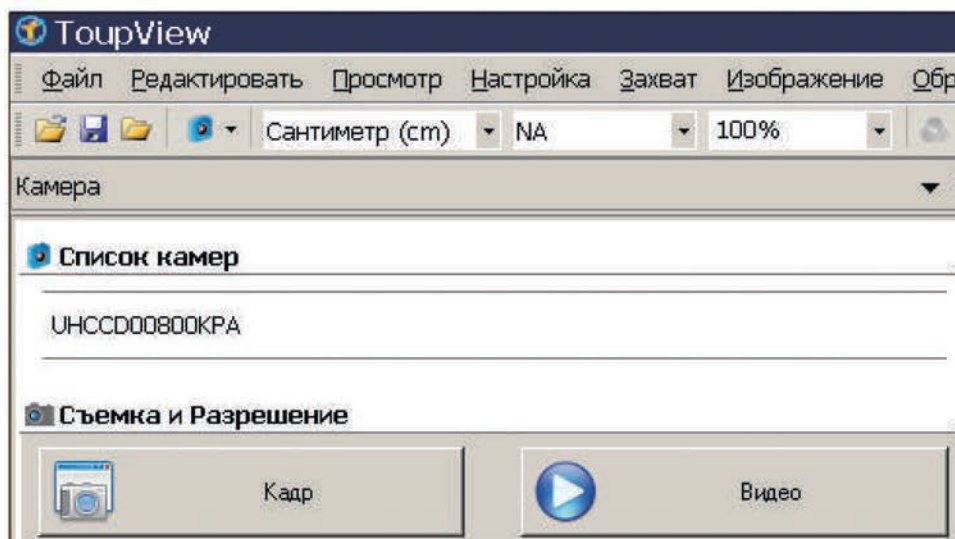 ToupView
Файл Редактировать Просмотр Настройка Захват Изображение Обр
Сантиметр (cm) NA 100%
Камера
Список камер
UHCCD00800KPA
Съемка и Разрешение
Кадр Видео